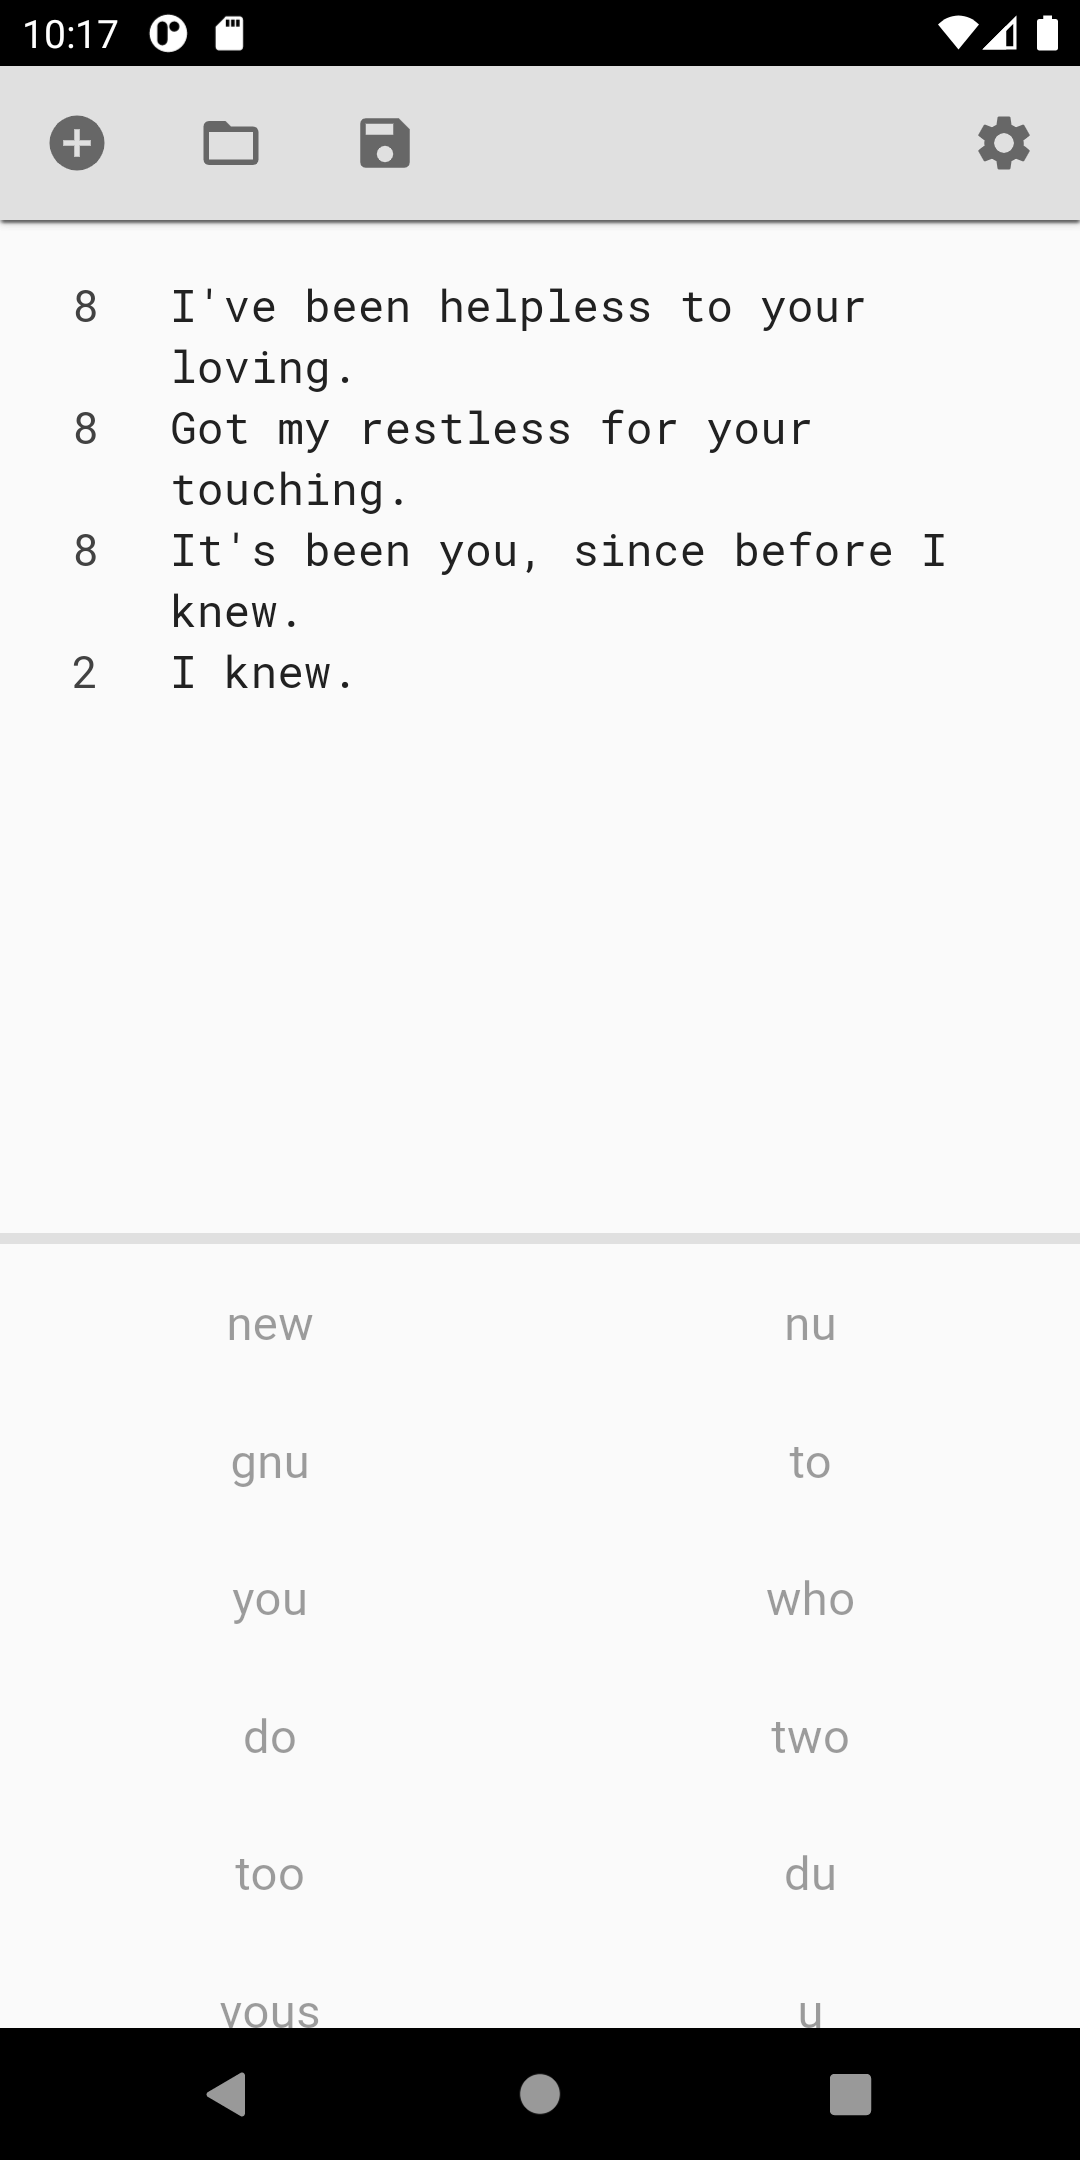 10:17
8 I've been helpless to your
loving.
8 Got my restless for your
touching.
8 It's been you, since before I
knew.
2 I knew.
new nu
gnu to
you who
do two
too du
vous u